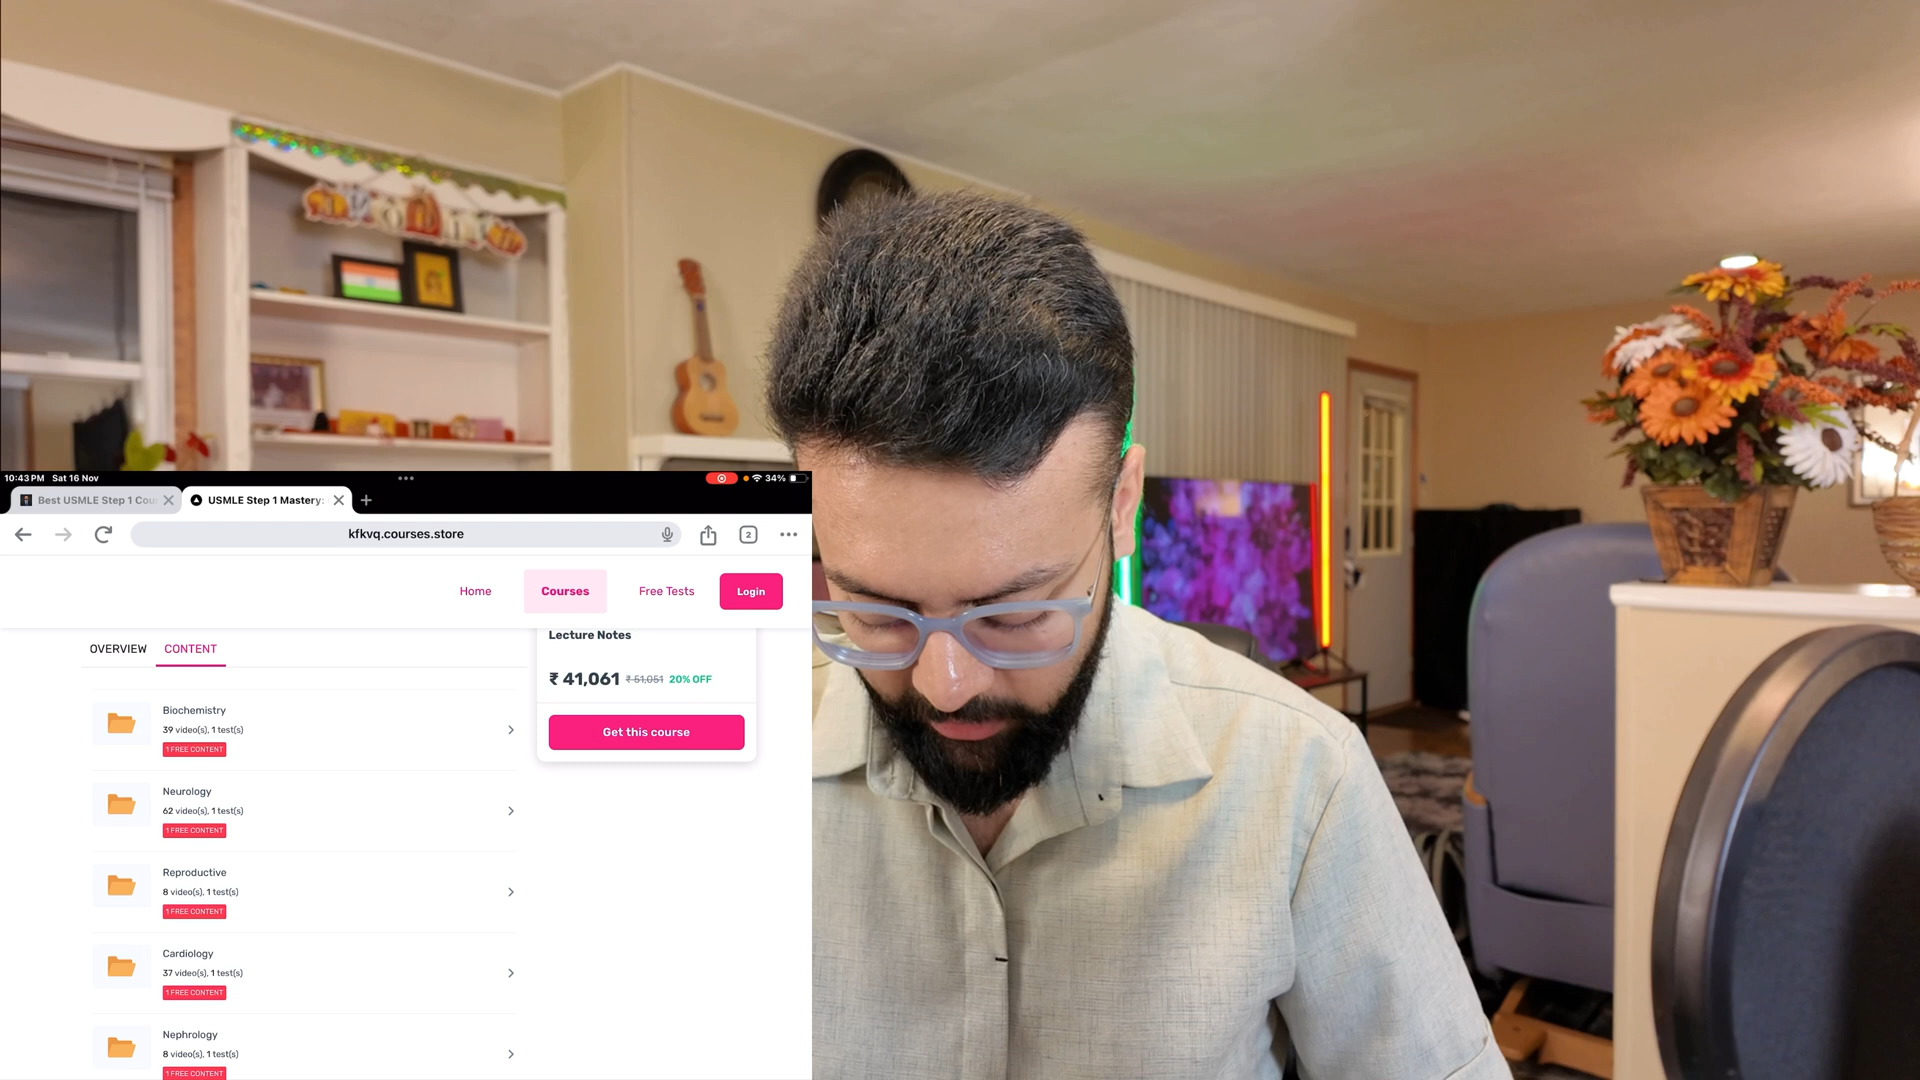 10:43 PM Sat 16 Nov
34%
Best USMLE Step 1 Cou
USMLE Step 1 Mastery:
kfkvq.courses.store
2
Home
Courses
Free Tests
Login
OVERVIEW
CONTENT
Lecture Notes
₹ 41,061 ₹ 51,051 20% OFF
Get this course
Biochemistry
39 video(s), 1 test(s)
1 FREE CONTENT
Neurology
62 video(s), 1 test(s)
1 FREE CONTENT
Reproductive
8 video(s), 1 test(s)
1 FREE CONTENT
Cardiology
37 video(s), 1 test(s)
1 FREE CONTENT
Nephrology
8 video(s), 1 test(s)
1 FREE CONTENT